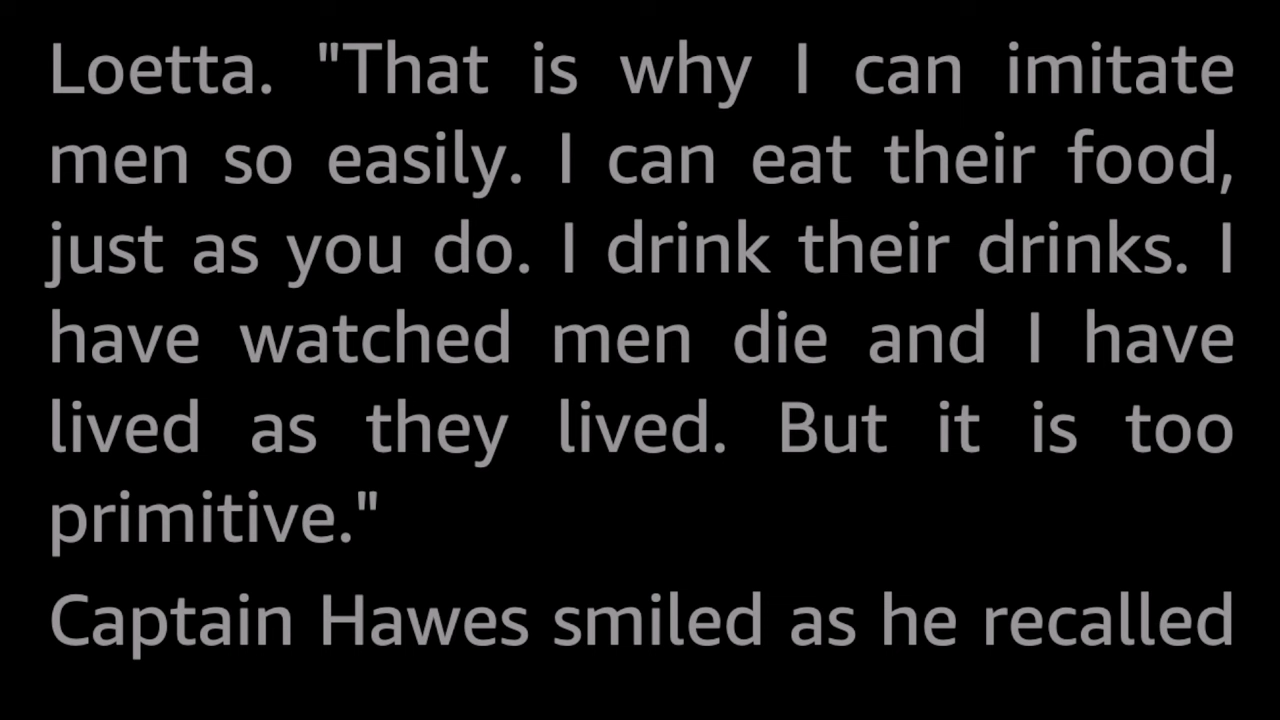 Loetta. "That is why I can imitate
men so easily. I can eat their food,
just as you do. I drink their drinks. I
have watched men die and I have
lived as they lived. But it is too
primitive."
Captain Hawes smiled as he recalled